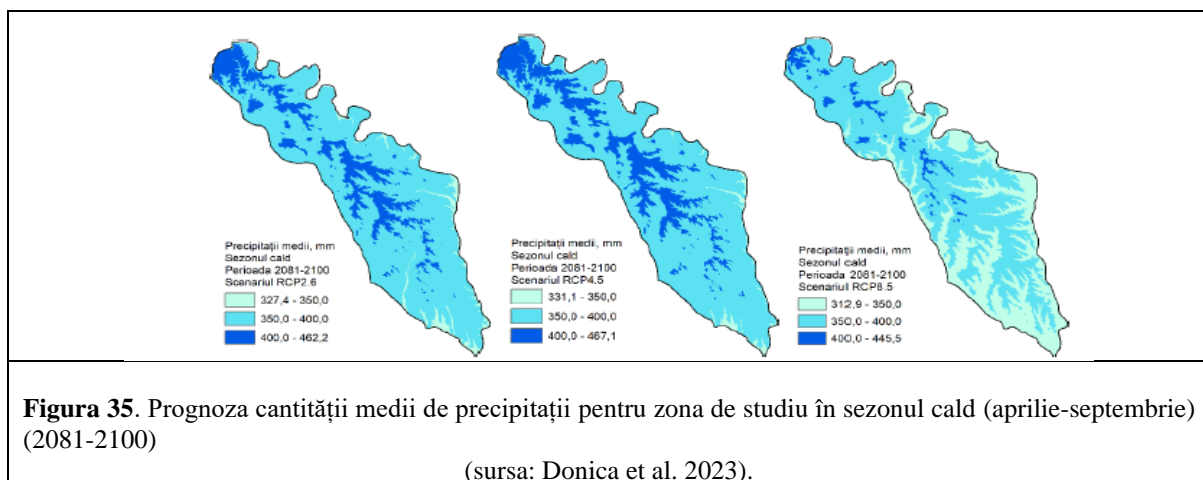 Precipitații medii, mm
Sezonul cald
Perioada 2081-2100
Scenariul RCP2.6
327,4 - 350,0
350,0 - 400,0
400,0 - 462,2
Precipitații medii, mm
Sezonul cald
Perioada 2081-2100
Scenariul RCP4.5
331,1 - 350,0
350,0 - 400,0
400,0 - 467,1
Precipitații medii, mm
Sezonul cald
Perioada 2081-2100
Scenariul RCP8.5
312,9 - 350,0
350,0 - 400,0
400,0 - 445,5
Figura 35. Prognoza cantității medii de precipitații pentru zona de studiu în sezonul cald (aprilie-septembrie)
(2081-2100)
(sursa: Donica et al. 2023).